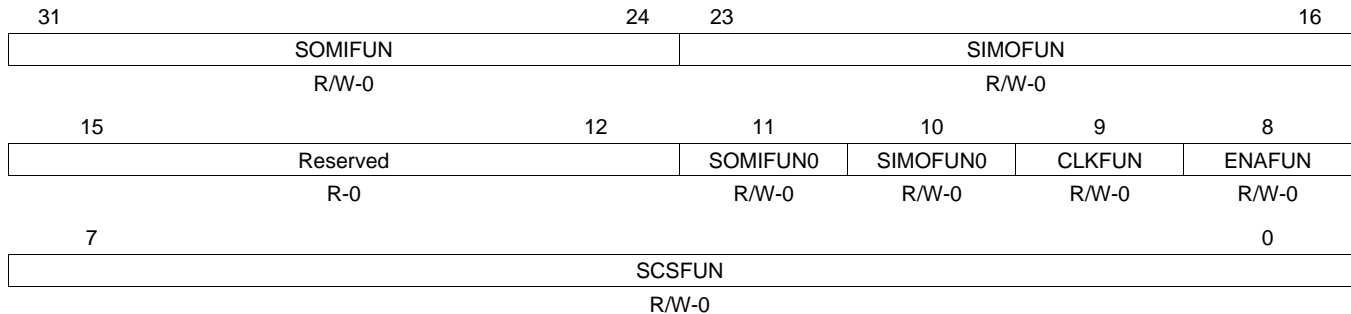 31 24 23 16
SOMIFUN SIMOFUN
R/W-0 R/W-0
15 12 11 10 9 8
Reserved SOMIFUN0 SIMOFUN0 CLKFUN ENAFUN
R-0 R/W-0 R/W-0 R/W-0 R/W-0
7 0
SCSFUN
R/W-0